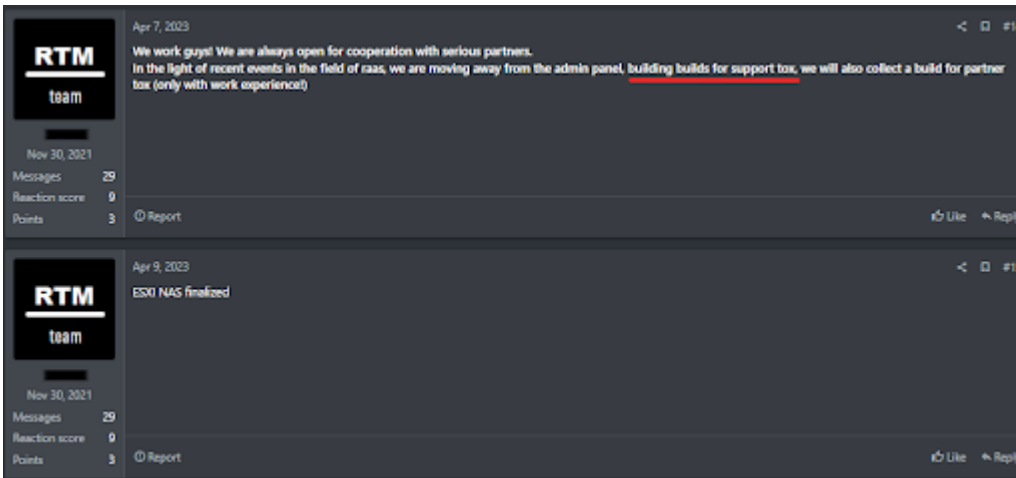 RTM
team
Nov 30, 2021
Messages 29
Reaction score 9
Points 3
Apr 7, 2023
#1
We work guys! We are always open for cooperation with serious partners.
In the light of recent events in the field of raas, we are moving away from the admin panel, building builds for support tox, we will also collect a build for partner
tox (only with work experience!)
Report
Like Repl
RTM
team
Nov 30, 2021
Messages 29
Reaction score 9
Points 3
Apr 9, 2023
#1
ESXI NAS finalized
Report
Like Repl